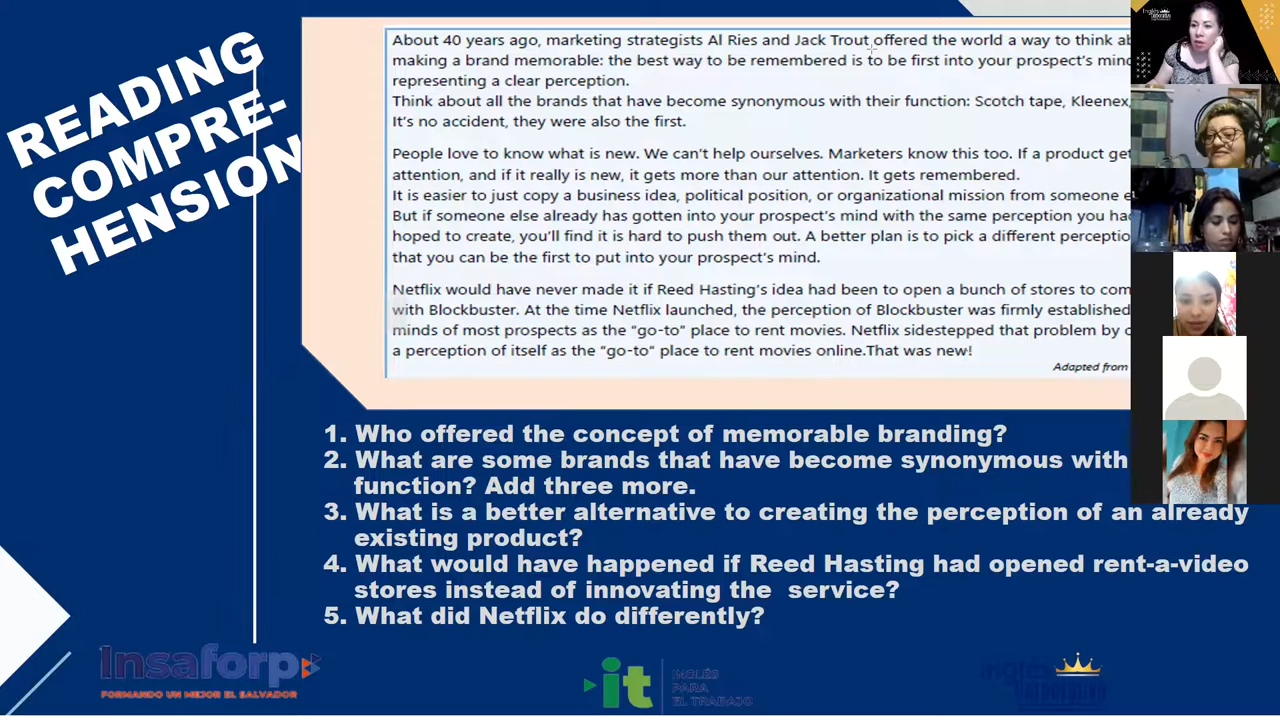 READING
COMPRE-
HENSION
About 40 years ago, marketing strategists Al Ries and Jack Trout offered the world a way to think
making a brand memorable: the best way to be remembered is to be first into your prospect's mind
representing a clear perception.
Think about all the brands that have become synonymous with their function: Scotch tape, Kleenex,
It's no accident, they were also the first.
People love to know what is new. We can't help ourselves. Marketers know this too. If a product
attention, and if it really is new, it gets more than our attention. It gets remembered.
It is easier to just copy a business idea, political position, or organizational mission from someone
But if someone else already has gotten into your prospect's mind with the same perception you
hoped to create, you'll find it is hard to push them out. A better plan is to pick a different
that you can be the first to put into your prospect's mind.
Netflix would have never made it if Reed Hasting's idea had been to open a bunch of stores to
with Blockbuster. At the time Netflix launched, the perception of Blockbuster was firmly established
minds of most prospects as the "go-to" place to rent movies. Netflix sidestepped that problem by
a perception of itself as the "go-to" place to rent movies online.That was new!
Adapted from
1. Who offered the concept of memorable branding?
2. What are some brands that have become synonymous with
function? Add three more.
3. What is a better alternative to creating the perception of an already
existing product?
4. What would have happened if Reed Hasting had opened rent-a-video
stores instead of innovating the service?
5. What did Netflix do differently?
Insaforp
FORMANDO UN MEJOR EL SALVADOR
it
INGLÉS
PARA
EL TRABAJO
Inglés